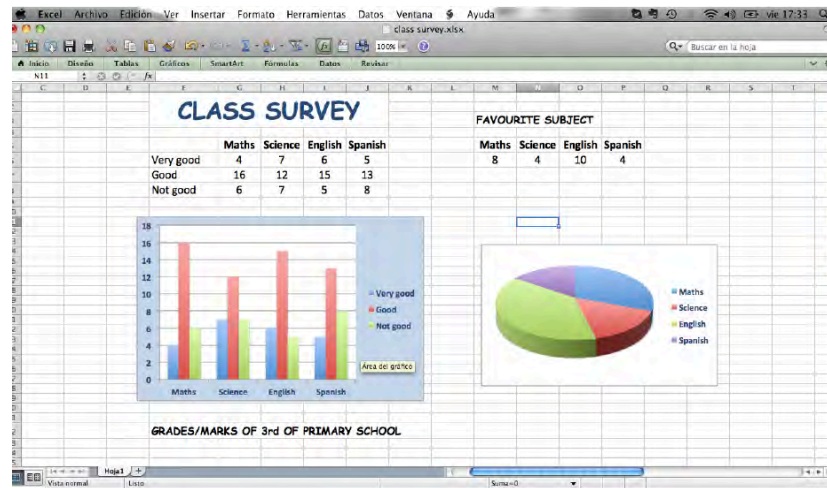 Excel Archivo Edición Ver Insertar Formato Herramientas Datos Ventana Ayuda vie 17:33
class survey.xlsx
100%
Buscar en la hoja
Inicio Diseño Tablas Gráficos SmartArt Fórmulas Datos Revisar
N11 fx
C D E F G H I J K L M N O P Q R S T
CLASS SURVEY
FAVOURITE SUBJECT
Maths Science English Spanish
Very good 4 7 6 5
Good 16 12 15 13
Not good 6 7 5 8
Maths Science English Spanish
8 4 10 4
18
16
14
12
10
8
6
4
2
0
Maths Science English Spanish
Very good
Good
Not good
Área del gráfico
Maths
Science
English
Spanish
GRADES/MARKS OF 3rd OF PRIMARY SCHOOL
Hoja1 +
Vista normal Listo Suma=0